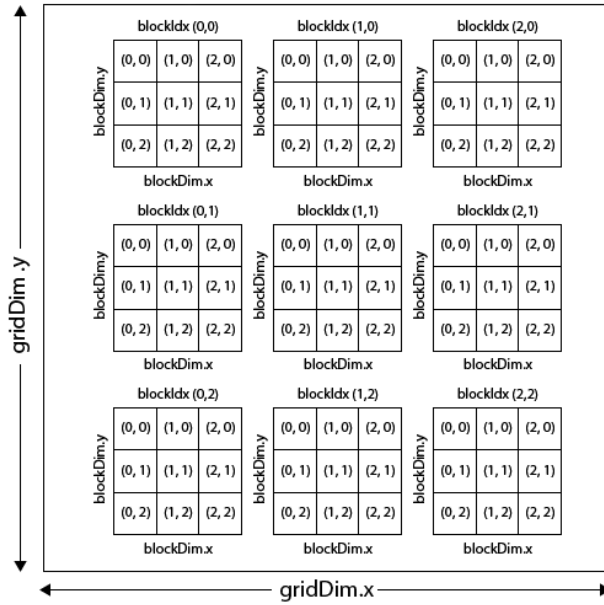 blockIdx (0,0) blockIdx (1,0) blockIdx (2,0)
(0, 0) (1, 0) (2, 0) (0, 0) (1, 0) (2, 0) (0, 0) (1, 0) (2, 0)
blockDim.y (0, 1) (1, 1) (2, 1) blockDim.y (0, 1) (1, 1) (2, 1) blockDim.y (0, 1) (1, 1) (2, 1)
(0, 2) (1, 2) (2, 2) (0, 2) (1, 2) (2, 2) (0, 2) (1, 2) (2, 2)
blockDim.x blockDim.x blockDim.x
blockIdx (0,1) blockIdx (1,1) blockIdx (2,1)
(0, 0) (1, 0) (2, 0) (0, 0) (1, 0) (2, 0) (0, 0) (1, 0) (2, 0)
gridDim .y blockDim.y (0, 1) (1, 1) (2, 1) blockDim.y (0, 1) (1, 1) (2, 1) blockDim.y (0, 1) (1, 1) (2, 1)
(0, 2) (1, 2) (2, 2) (0, 2) (1, 2) (2, 2) (0, 2) (1, 2) (2, 2)
blockDim.x blockDim.x blockDim.x
blockIdx (0,2) blockIdx (1,2) blockIdx (2,2)
(0, 0) (1, 0) (2, 0) (0, 0) (1, 0) (2, 0) (0, 0) (1, 0) (2, 0)
blockDim.y (0, 1) (1, 1) (2, 1) blockDim.y (0, 1) (1, 1) (2, 1) blockDim.y (0, 1) (1, 1) (2, 1)
(0, 2) (1, 2) (2, 2) (0, 2) (1, 2) (2, 2) (0, 2) (1, 2) (2, 2)
blockDim.x blockDim.x blockDim.x
gridDim.x